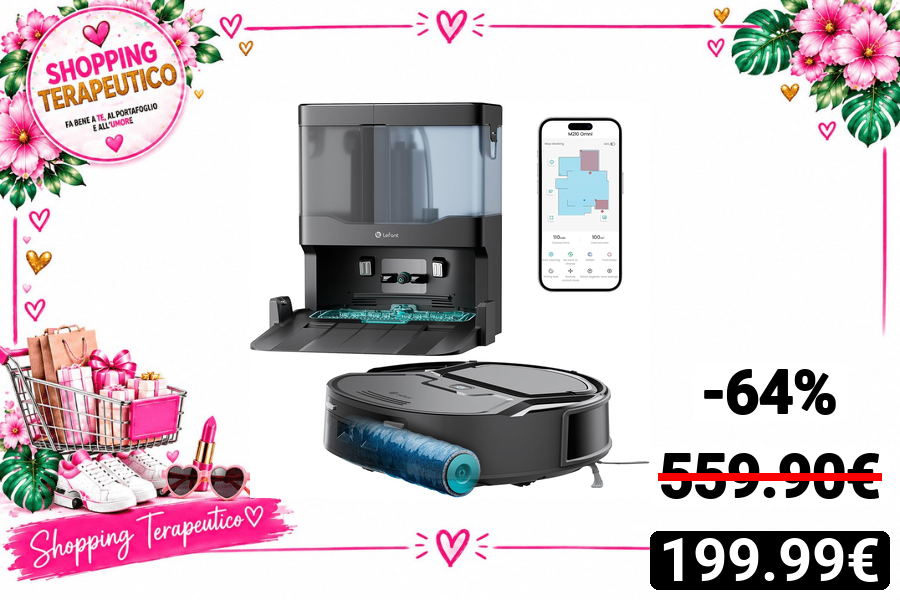 SHOPPING
TERAPEUTICO
FA BENE A TE, AL PORTAFOGLIO
E ALL'UMORE
Lefant
M210 Omni
-64%
559.90€
199.99€
Shopping Terapeutico